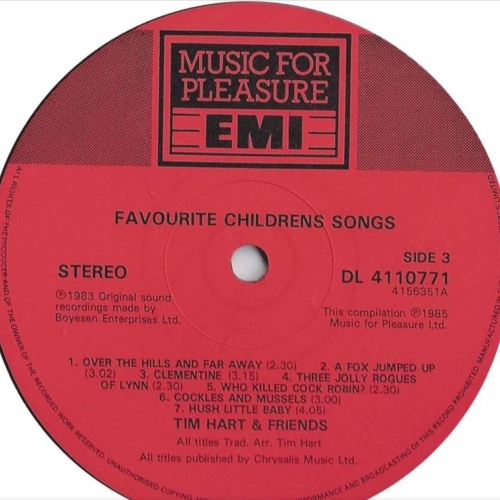 MUSIC FOR
PLEASURE
EMI
FAVOURITE CHILDRENS SONGS
STEREO
SIDE 3
DL 4110771
4156351A
℗1983 Original sound
recordings made by
Boyesen Enterprises Ltd.
This compilation ℗1985
Music for Pleasure Ltd.
1. OVER THE HILLS AND FAR AWAY (2.30) 2. A FOX JUMPED UP
(3.02) 3. CLEMENTINE (3.15) 4. THREE JOLLY ROGUES
OF LYNN (2.20) 5. WHO KILLED COCK ROBIN? (2.30)
6. COCKLES AND MUSSELS (3.00)
7. HUSH LITTLE BABY (4.05)
TIM HART & FRIENDS
All titles Trad. Arr. Tim Hart
All titles published by Chrysalis Music Ltd.
ALL RIGHTS OF THE PRODUCER AND OF THE OWNER OF THE RECORDED WORK RESERVED. UNAUTHORISED COPYING
PERFORMANCE AND BROADCASTING OF THIS RECORD PROHIBITED. MANUFACTURED
LIMITED